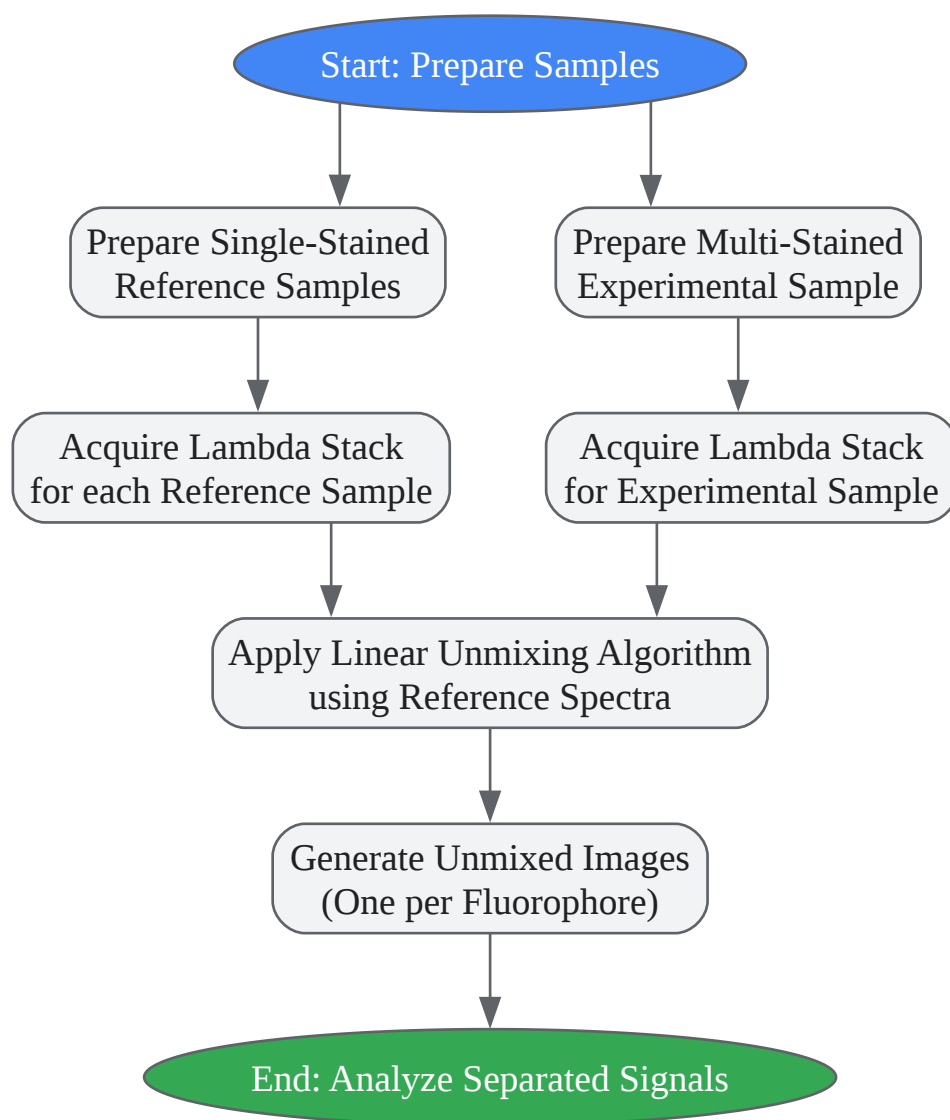 Start: Prepare Samples
Prepare Single-Stained
Reference Samples
Prepare Multi-Stained
Experimental Sample
Acquire Lambda Stack
for each Reference Sample
Acquire Lambda Stack
for Experimental Sample
Apply Linear Unmixing Algorithm
using Reference Spectra
Generate Unmixed Images
(One per Fluorophore)
End: Analyze Separated Signals